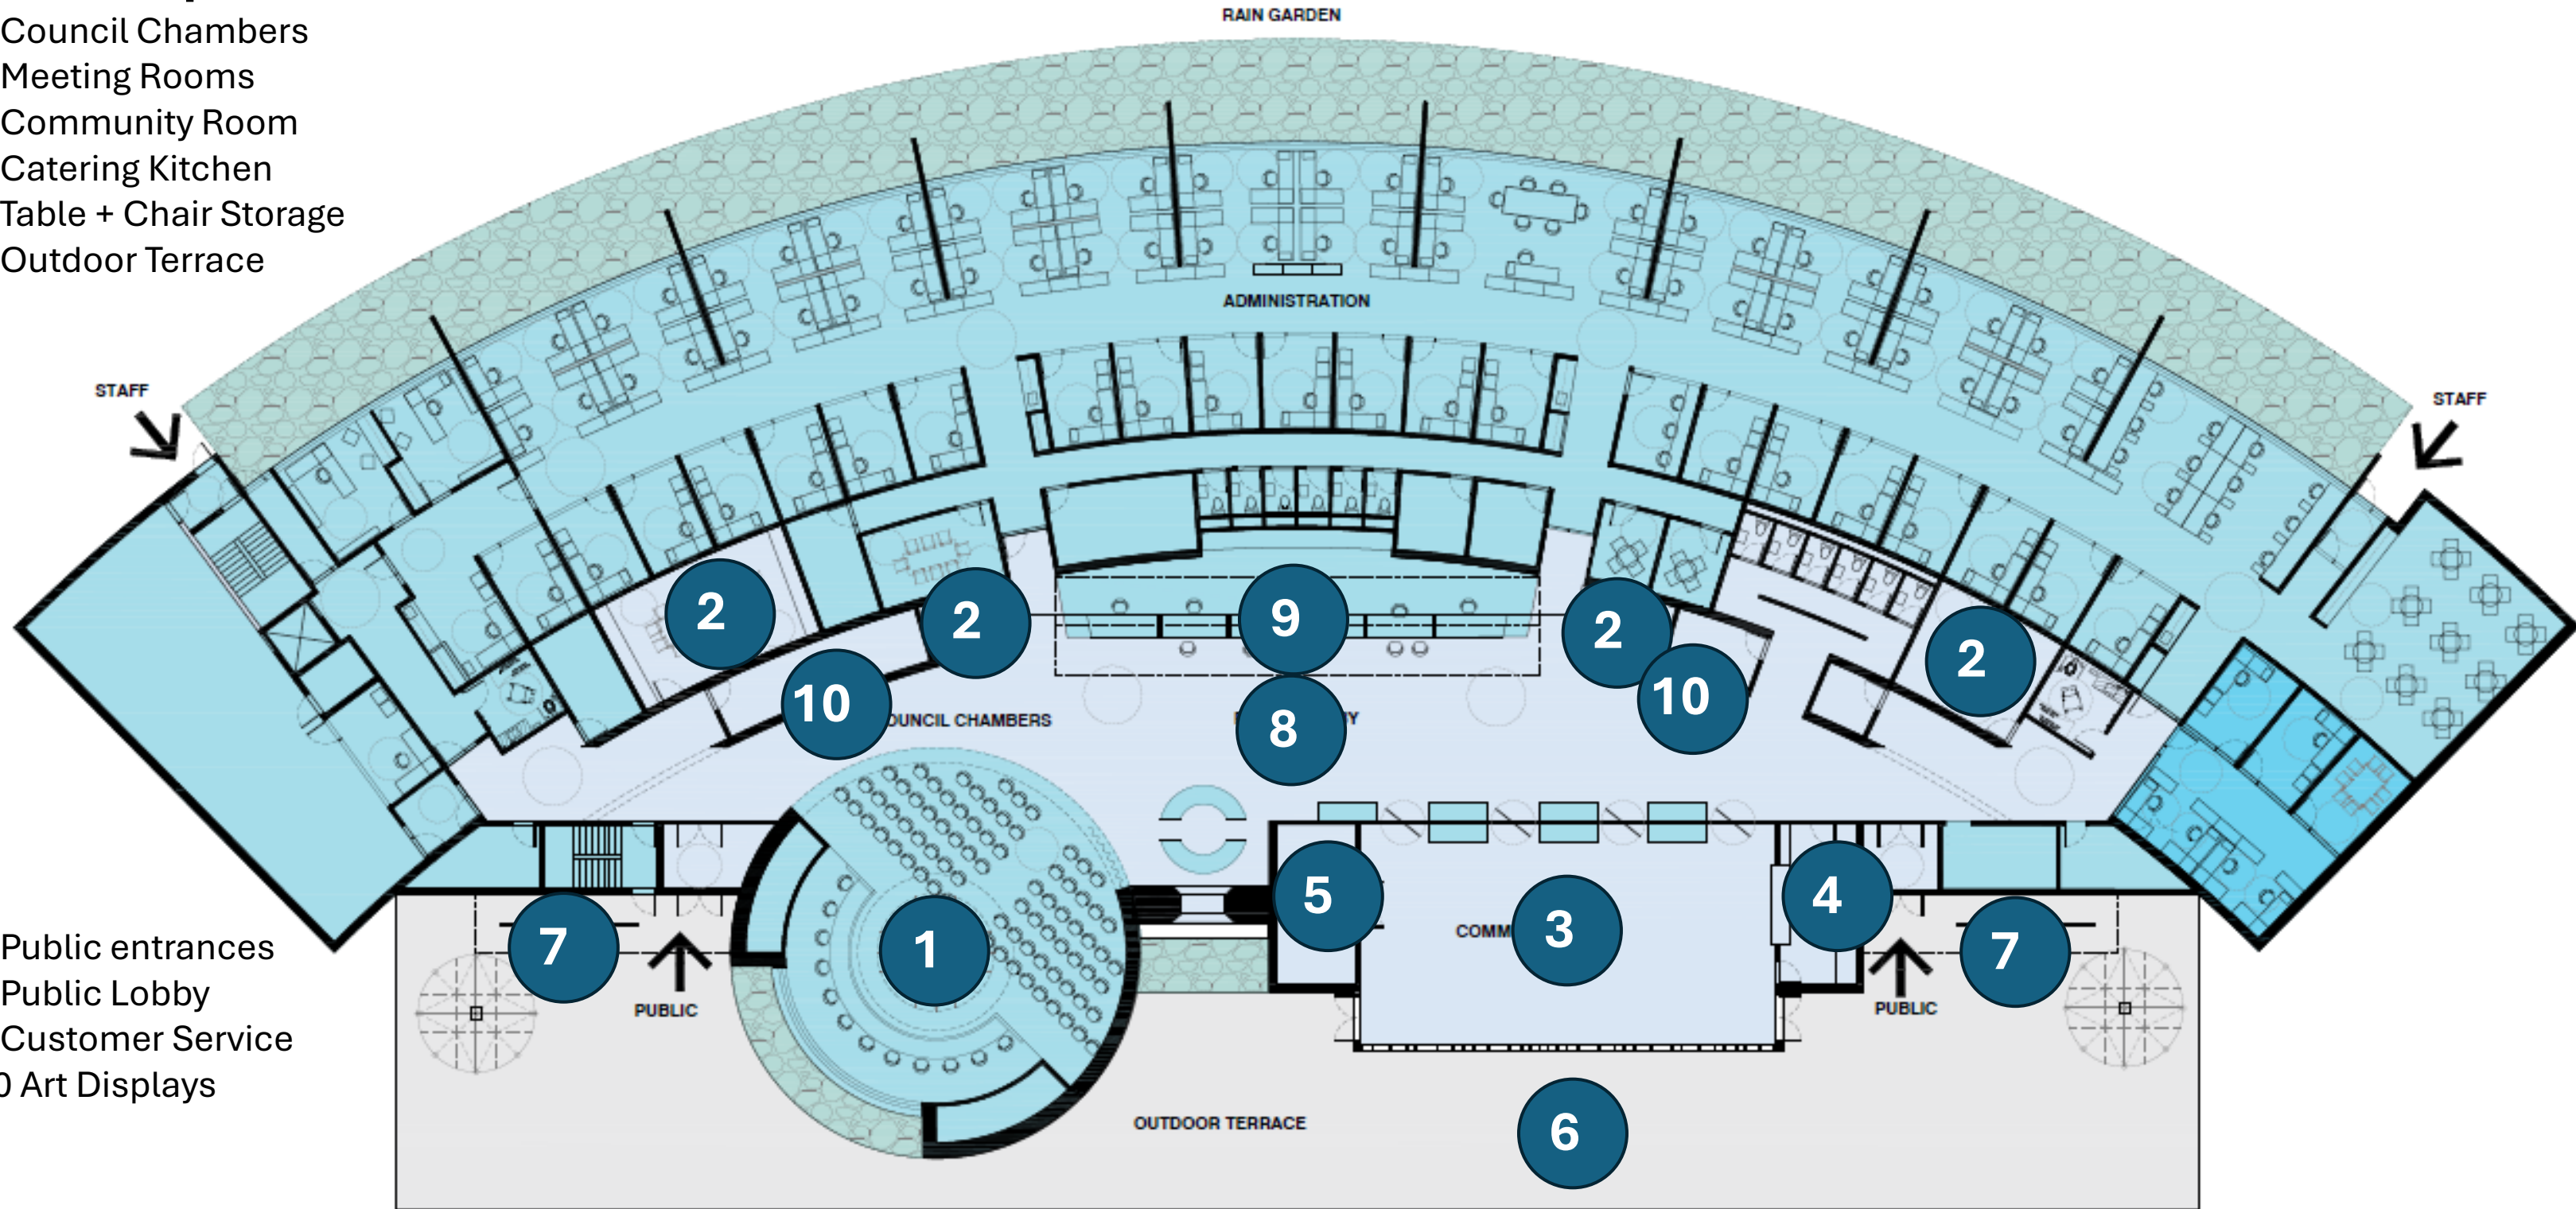 Council Chambers
Meeting Rooms
Community Room
Catering Kitchen
Table + Chair Storage
Outdoor Terrace
RAIN GARDEN
ADMINISTRATION
STAFF
STAFF
2
2
9
2
2
10
10
OUNCIL CHAMBERS
8
Y
5
3
4
COMM
7
1
7
PUBLIC
PUBLIC
OUTDOOR TERRACE
6
Public entrances
Public Lobby
Customer Service
0 Art Displays